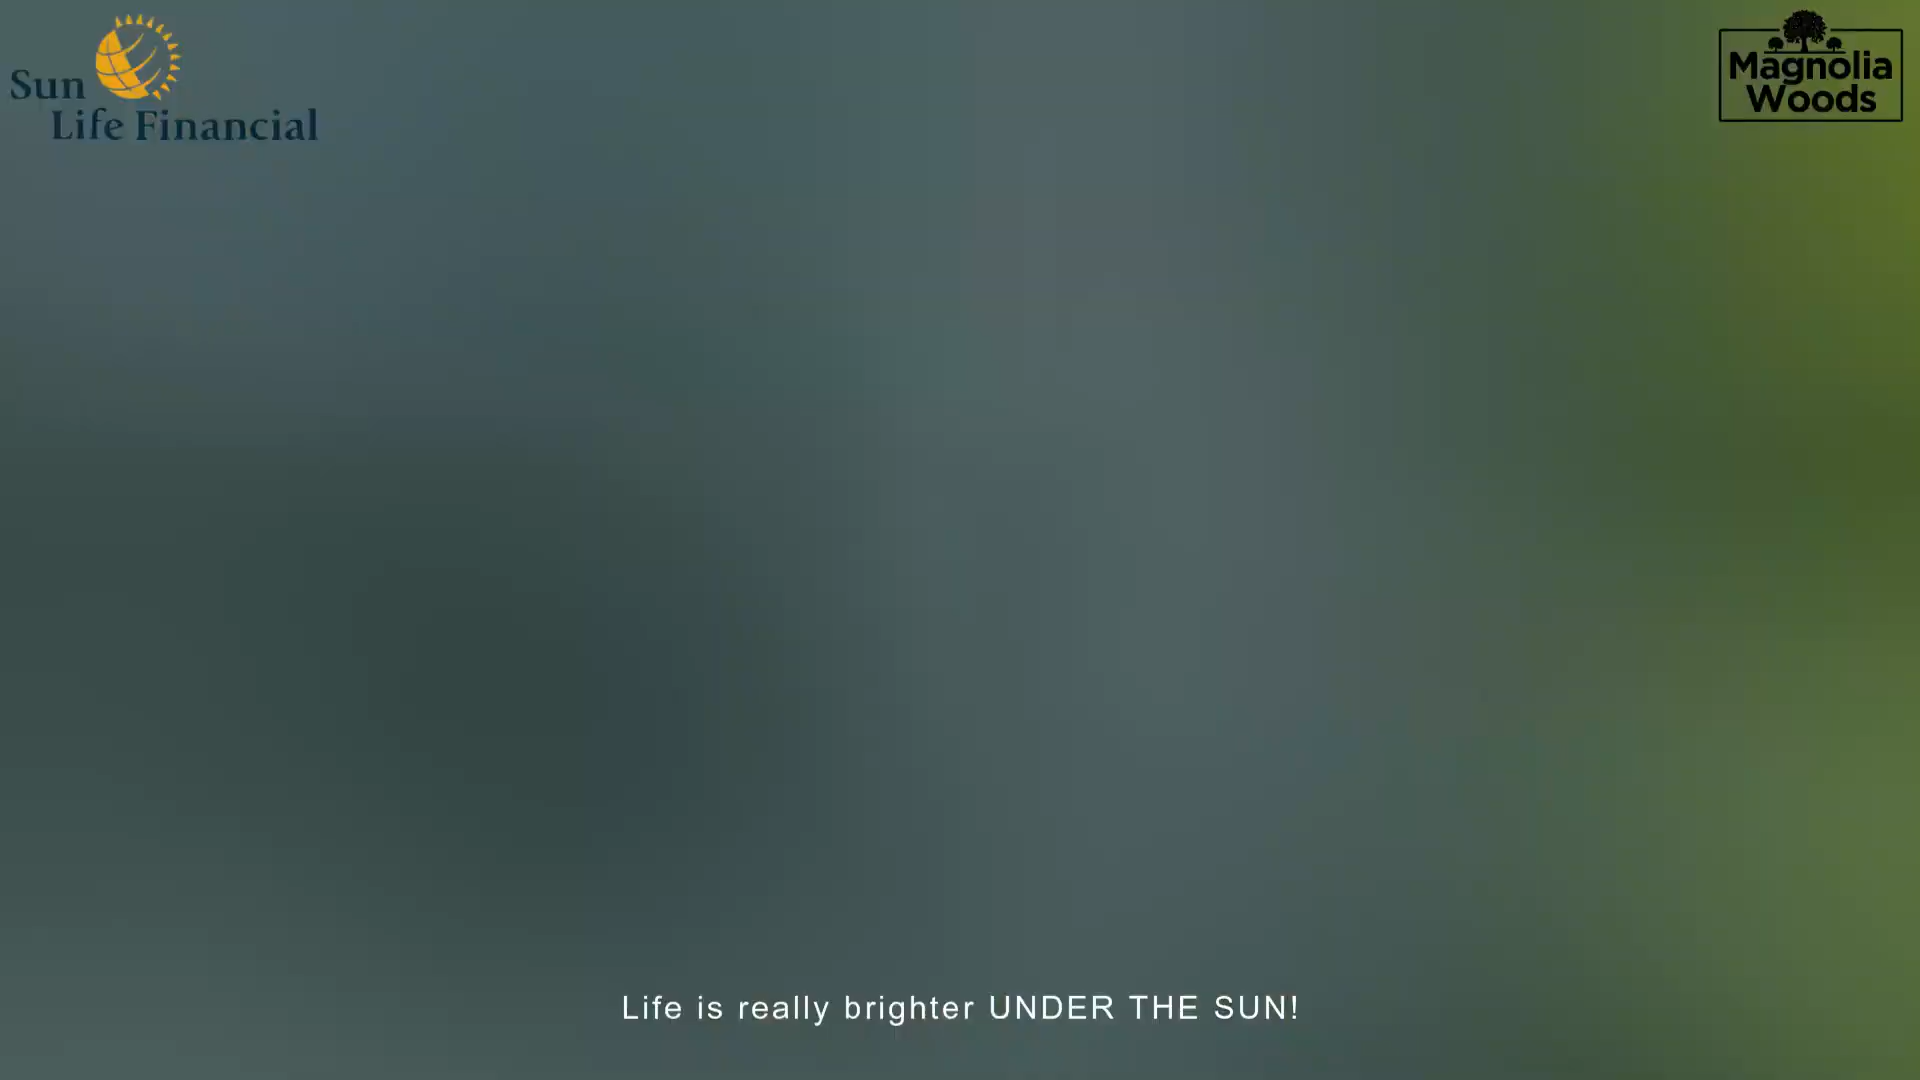 Sun
Life Financial
Magnolia
Woods
Life is really brighter UNDER THE SUN!